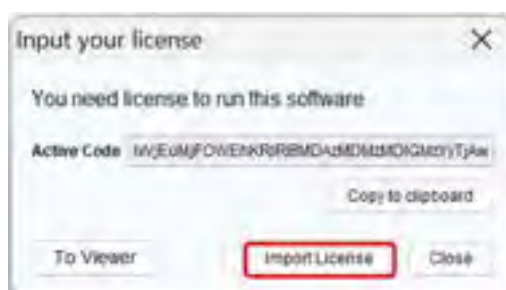 Input your license
You need license to run this software
Active Code
Copy to clipboard
To Viewer Import License Close